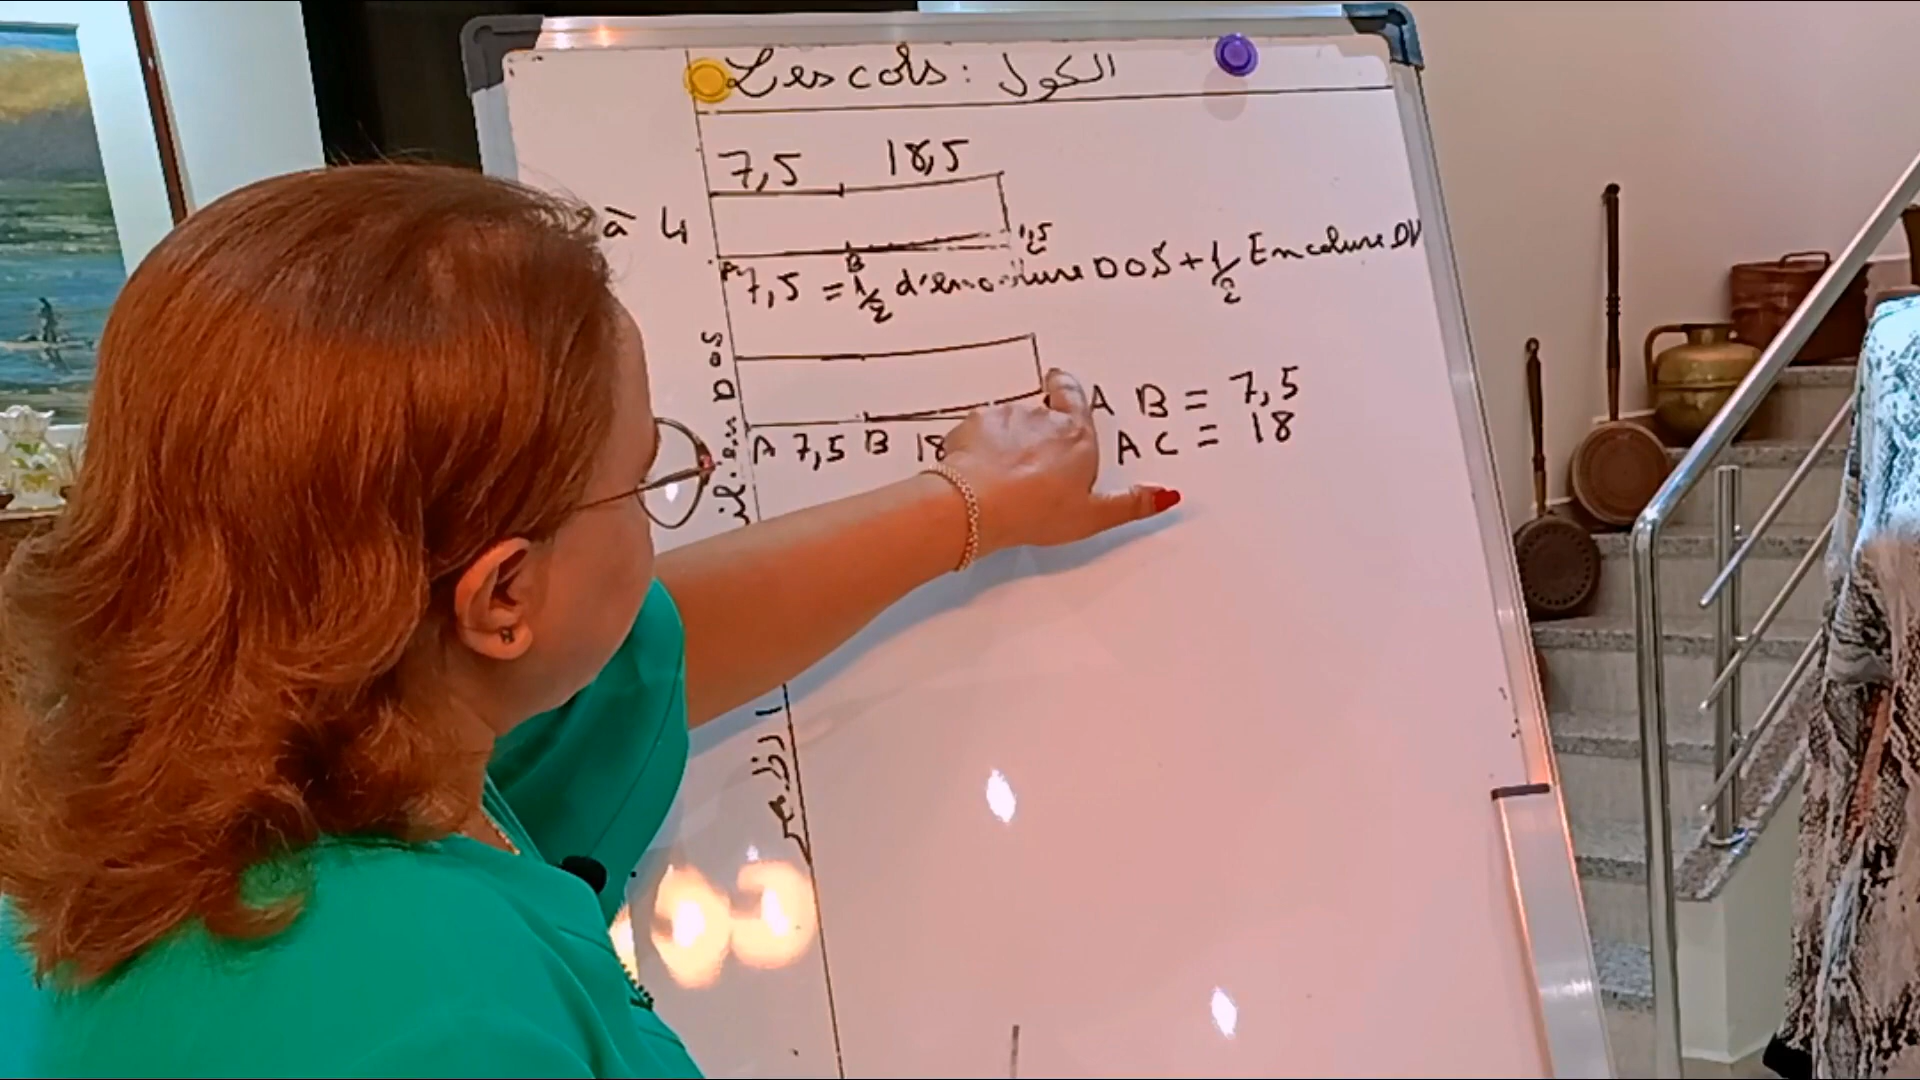 Les cols : الكول
7,5 18,5
à 4
1,5
A B
7,5 = 1/2 d'encolure DOS + 1/2 Encolure DV
DOS
A 7,5 B 18
A B = 7,5
A C = 18